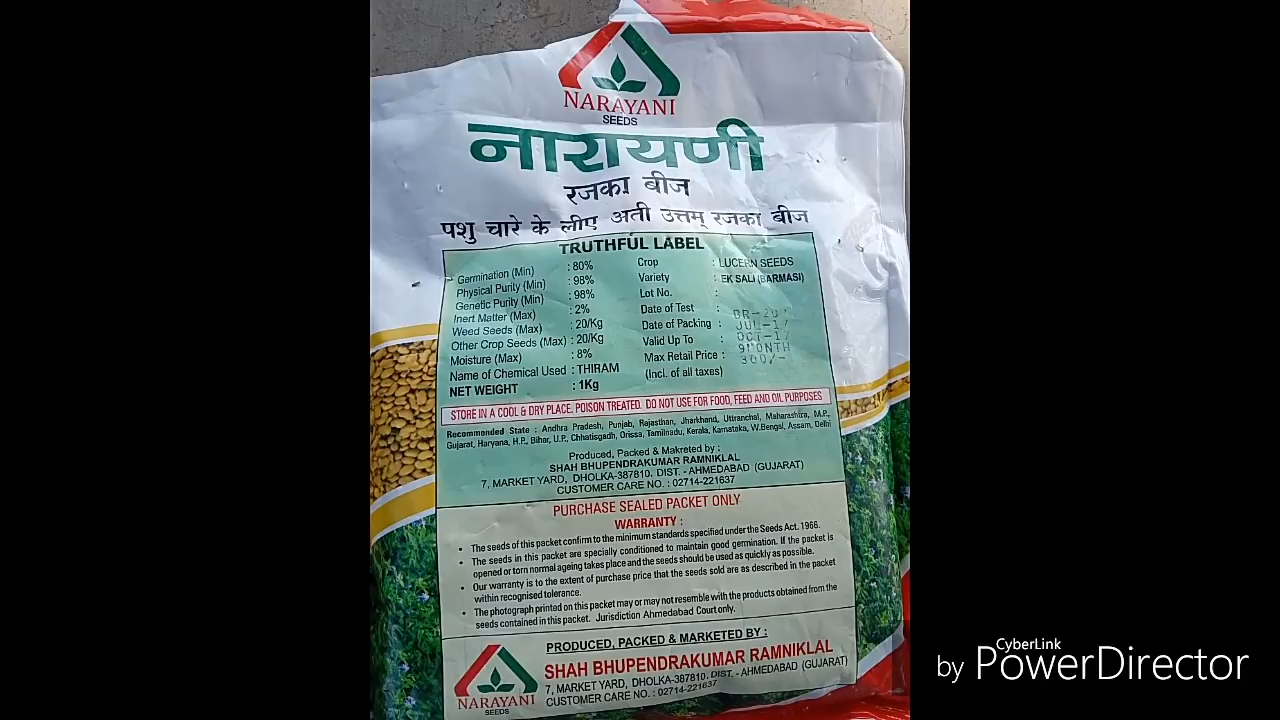 NARAYANI
SEEDS
नारायणी
रजका बीज
पशु चारे के लीए अती उत्तम् रजका बीज
TRUTHFUL LABEL
Germination (Min) : 80%
Physical Purity (Min) : 98%
Genetic Purity (Min) : 98%
Inert Matter (Max) : 2%
Weed Seeds (Max) : 20/Kg
Other Crop Seeds (Max) : 20/Kg
Moisture (Max) : 8%
Name of Chemical Used : THIRAM
NET WEIGHT : 1Kg
Crop : LUCERN SEEDS
Variety : EK SALI (BARMASI)
Lot No. :
Date of Test :
Date of Packing :
Valid Up To :
Max Retail Price :
(Incl. of all taxes)
JUL-17
OCT-17
9MONTH
300/-
STORE IN A COOL & DRY PLACE. POISON TREATED. DO NOT USE FOR FOOD, FEED AND OIL PURPOSES
Recommended State : Andhra Pradesh, Punjab, Rajasthan, Jharkhand, Uttranchal, Maharashtra, M.P.,
Gujarat, Haryana, H.P., Bihar, U.P., Chhatisgadh, Orissa, Tamilnadu, Kerala, Karnataka, W.Bengal, Assam, Delhi
Produced, Packed & Makreted by :
SHAH BHUPENDRAKUMAR RAMNIKLAL
7, MARKET YARD, DHOLKA-387810, DIST. - AHMEDABAD (GUJARAT)
CUSTOMER CARE NO. : 02714-221637
PURCHASE SEALED PACKET ONLY
WARRANTY :
• The seeds of this packet confirm to the minimum standards specified under the Seeds Act. 1966.
• The seeds in this packet are specially conditioned to maintain good germination. If the packet is
opened or torn normal ageing takes place and the seeds should be used as quickly as possible.
• Our warranty is to the extent of purchase price that the seeds sold are as described in the packet
within recognised tolerance.
• The photograph printed on this packet may or may not resemble with the products obtained from the
seeds contained in this packet. Jurisdiction Ahmedabad Court only.
PRODUCED, PACKED & MARKETED BY :
SHAH BHUPENDRAKUMAR RAMNIKLAL
7, MARKET YARD, DHOLKA-387810, DIST. - AHMEDABAD (GUJARAT)
CUSTOMER CARE NO. : 02714-221637
NARAYANI
SEEDS
CyberLink
by PowerDirector